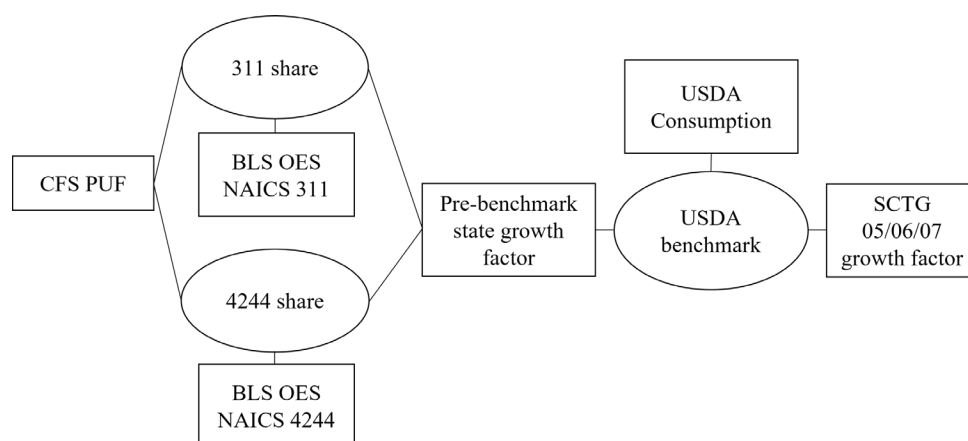 311 share
BLS OES
NAICS 311
CFS PUF
4244 share
BLS OES
NAICS 4244
Pre-benchmark
state growth
factor
USDA
Consumption
USDA
benchmark
SCTG
05/06/07
growth factor